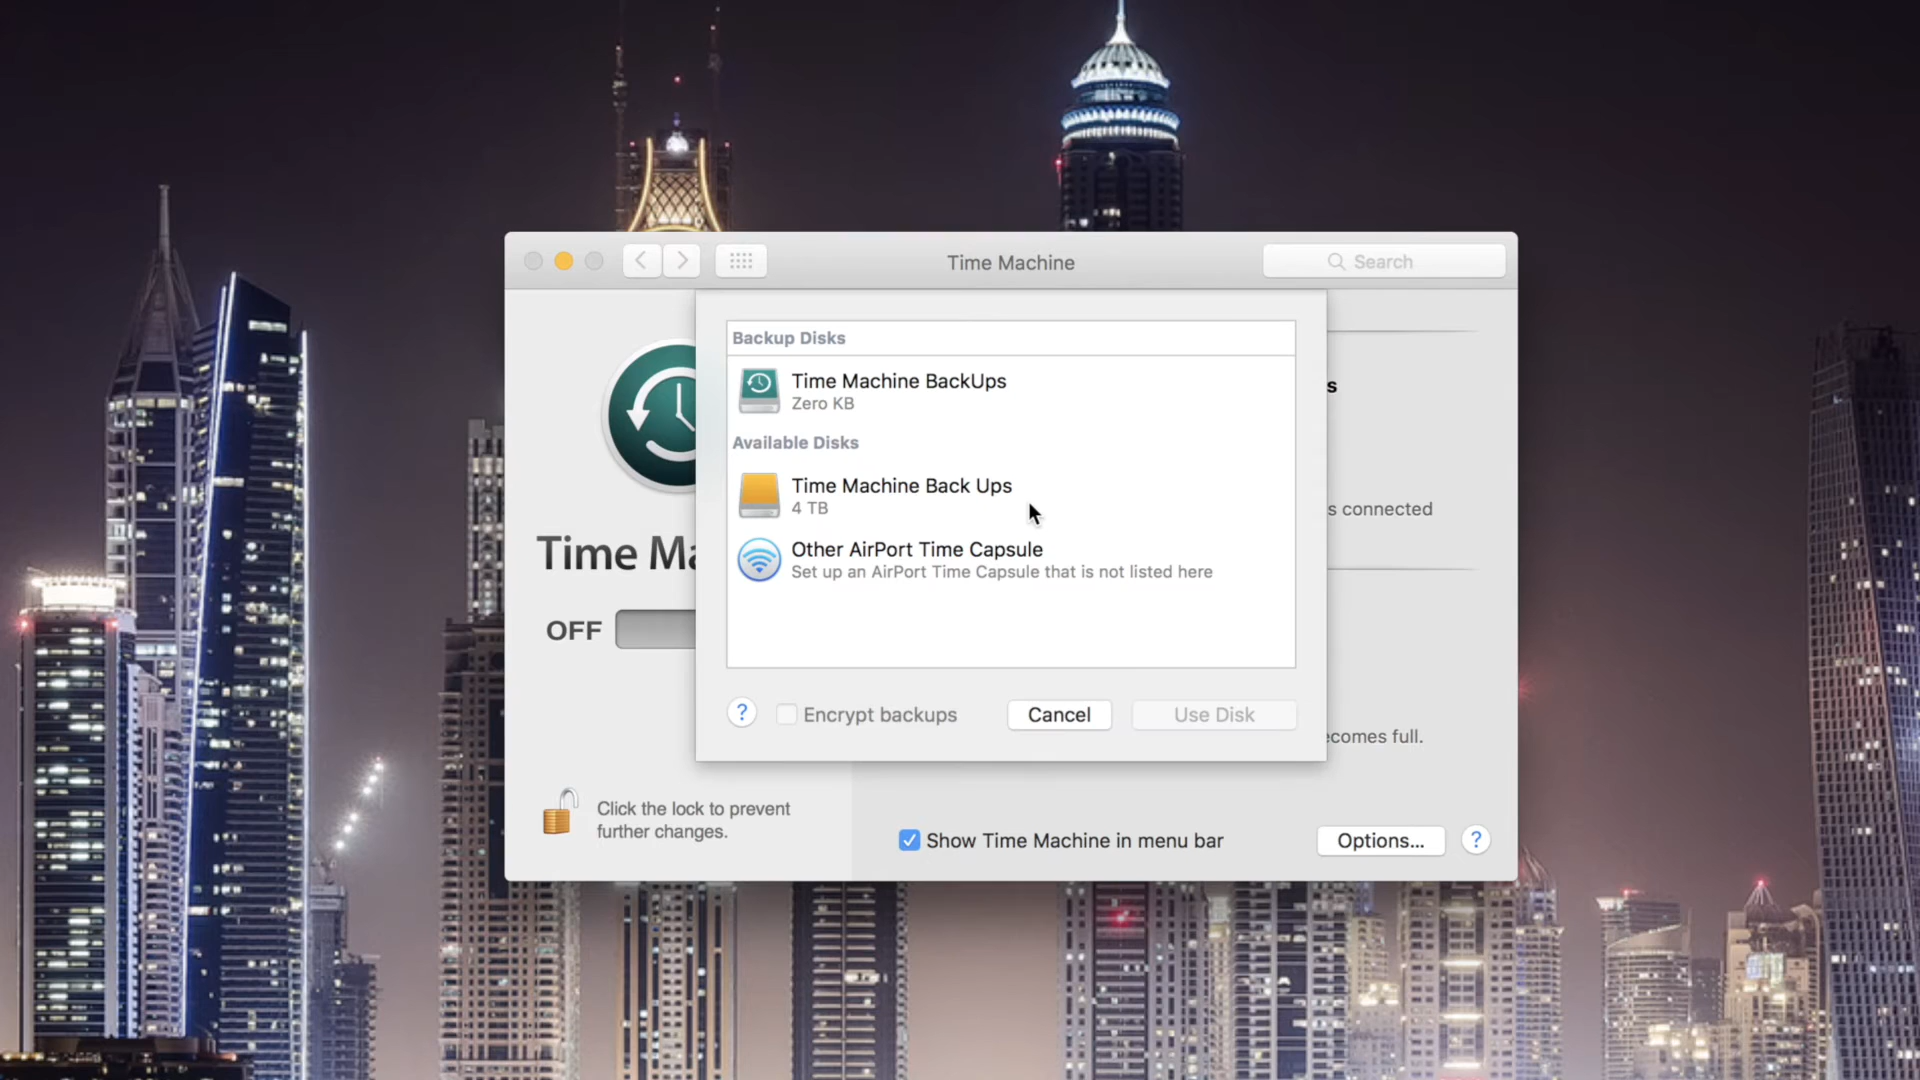 Time Machine
Search
Backup Disks
Time Machine BackUps
Zero KB
Available Disks
Time Machine Back Ups
4 TB
Other AirPort Time Capsule
Set up an AirPort Time Capsule that is not listed here
s
s connected
Time Ma
OFF
? Encrypt backups Cancel Use Disk
ecomes full.
Click the lock to prevent
further changes.
Show Time Machine in menu bar Options... ?